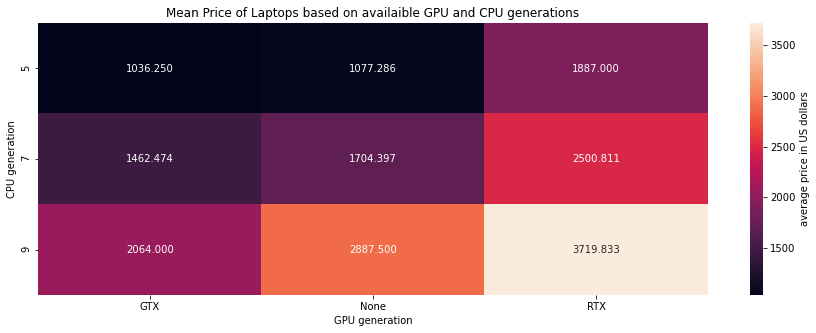 Mean Price of Laptops based on availaible GPU and CPU generations
5
1036.250 1077.286 1887.000
7
1462.474 1704.397 2500.811
9
2064.000 2887.500 3719.833
GTX None RTX
GPU generation
CPU generation
3500
3000
2500
2000
1500
average price in US dollars